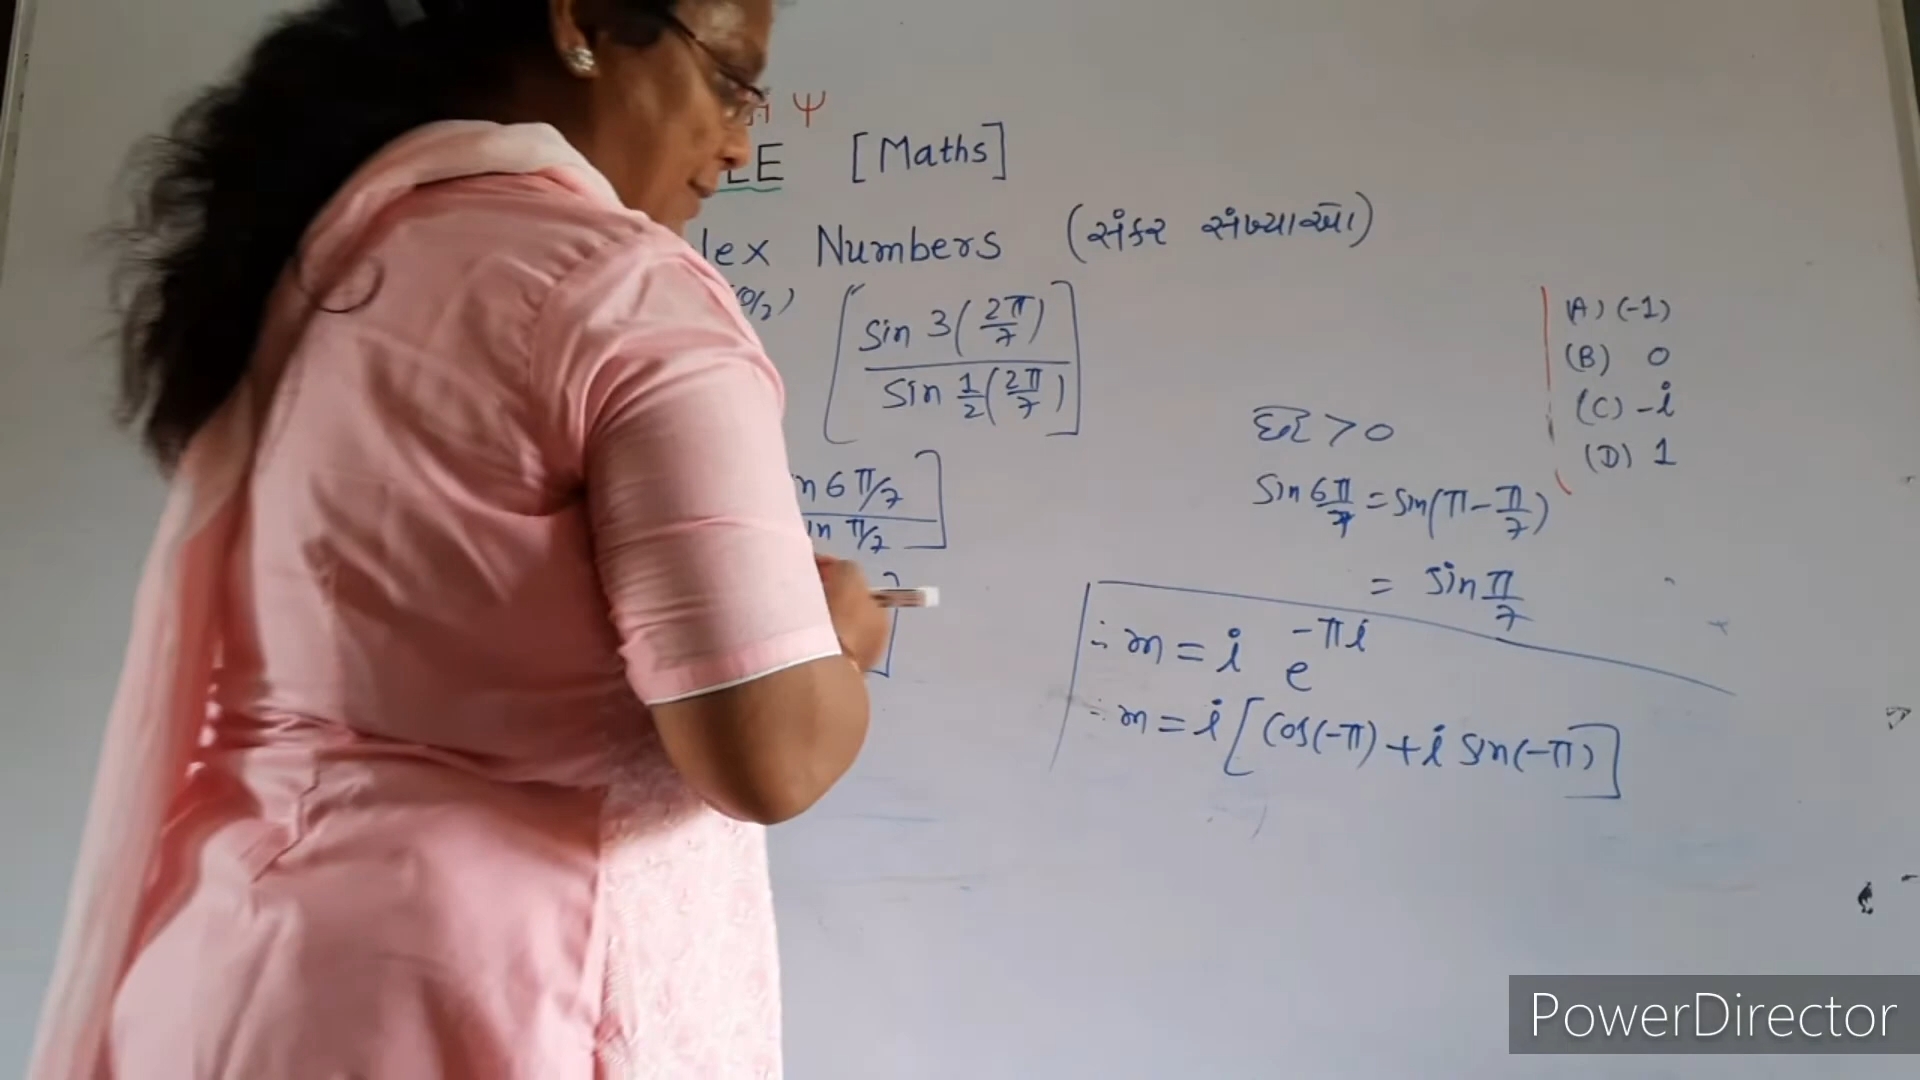 Ψ
LE [Maths]
lex Numbers (સંકર સંખ્યાઓ)
sin 3(2π/7)
sin 1/2(2π/7)
n 6π/7
in π/7
(A) (-1)
(B) 0
(C) -i
(D) 1
> 0
sin 6π/7 = sin(π - π/7)
= sin π/7
∴ m = i e^-πi
∴ m = i [cos(-π) + i sin(-π)]
PowerDirector